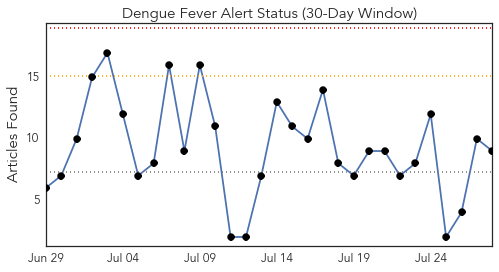 Dengue Fever Alert Status (30-Day Window)
Articles Found
15
10
5
Jun 29 Jul 04 Jul 09 Jul 14 Jul 19 Jul 24